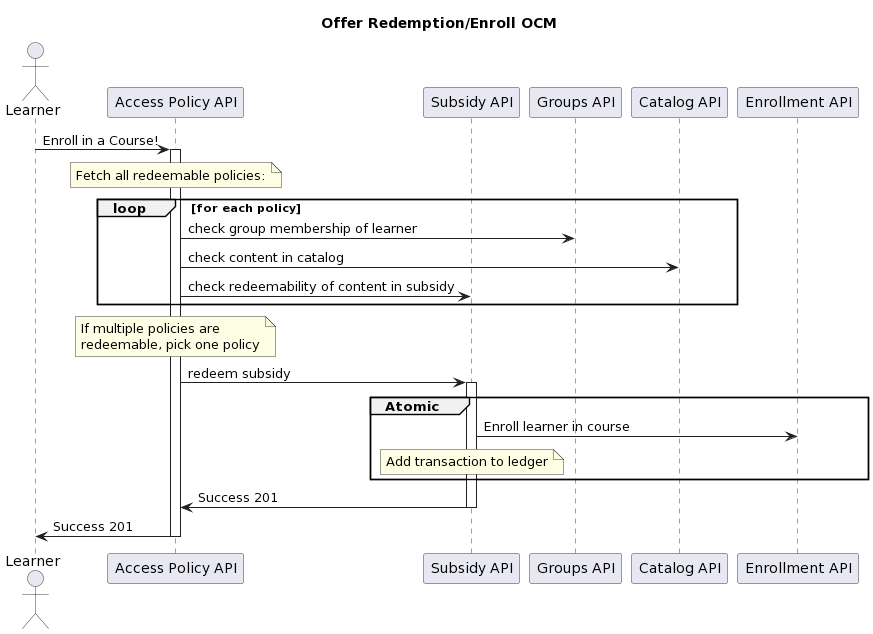 Offer Redemption/Enroll OCM
Learner
Access Policy API
Subsidy API
Groups API
Catalog API
Enrollment API
Enroll in a Course!
Fetch all redeemable policies:
loop
[for each policy]
check group membership of learner
check content in catalog
check redeemability of content in subsidy
If multiple policies are
redeemable, pick one policy
redeem subsidy
Atomic
Enroll learner in course
Add transaction to ledger
Success 201
Success 201
Learner
Access Policy API
Subsidy API
Groups API
Catalog API
Enrollment API